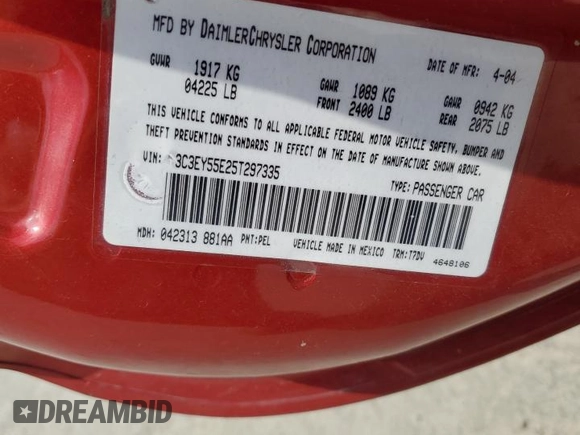 MFD BY DAIMLERCHRYSLER CORPORATION
DATE OF MFR: 4-04
GVWR 1917 KG 04225 LB
GAWR FRONT 1089 KG 2400 LB
GAWR REAR 0942 KG 2075 LB
THIS VEHICLE CONFORMS TO ALL APPLICABLE FEDERAL MOTOR VEHICLE SAFETY, BUMPER AND
THEFT PREVENTION STANDARDS IN EFFECT ON THE DATE OF MANUFACTURE SHOWN ABOVE.
VIN: 3C3EY55E25T297335
TYPE: PASSENGER CAR
MDH: 042313 881AA PNT:PEL VEHICLE MADE IN MEXICO TRM:T7DV
4648106
$DREAMBID